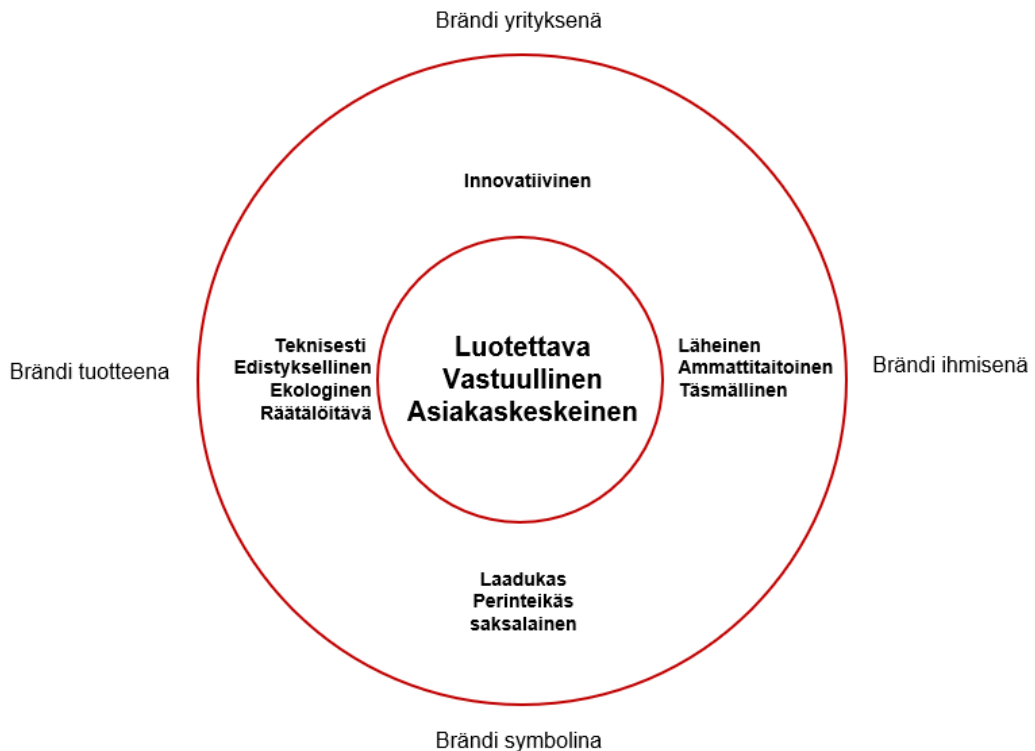 Brändi yrityksenä
Innovatiivinen
Brändi tuotteena
Teknisesti
Edistyksellinen
Ekologinen
Räätälöitävä
Luotettava
Vastuullinen
Asiakaskeskeinen
Läheinen
Ammattitaitoinen
Täsmällinen
Brändi ihmisenä
Laadukas
Perinteikäs
saksalainen
Brändi symbolina